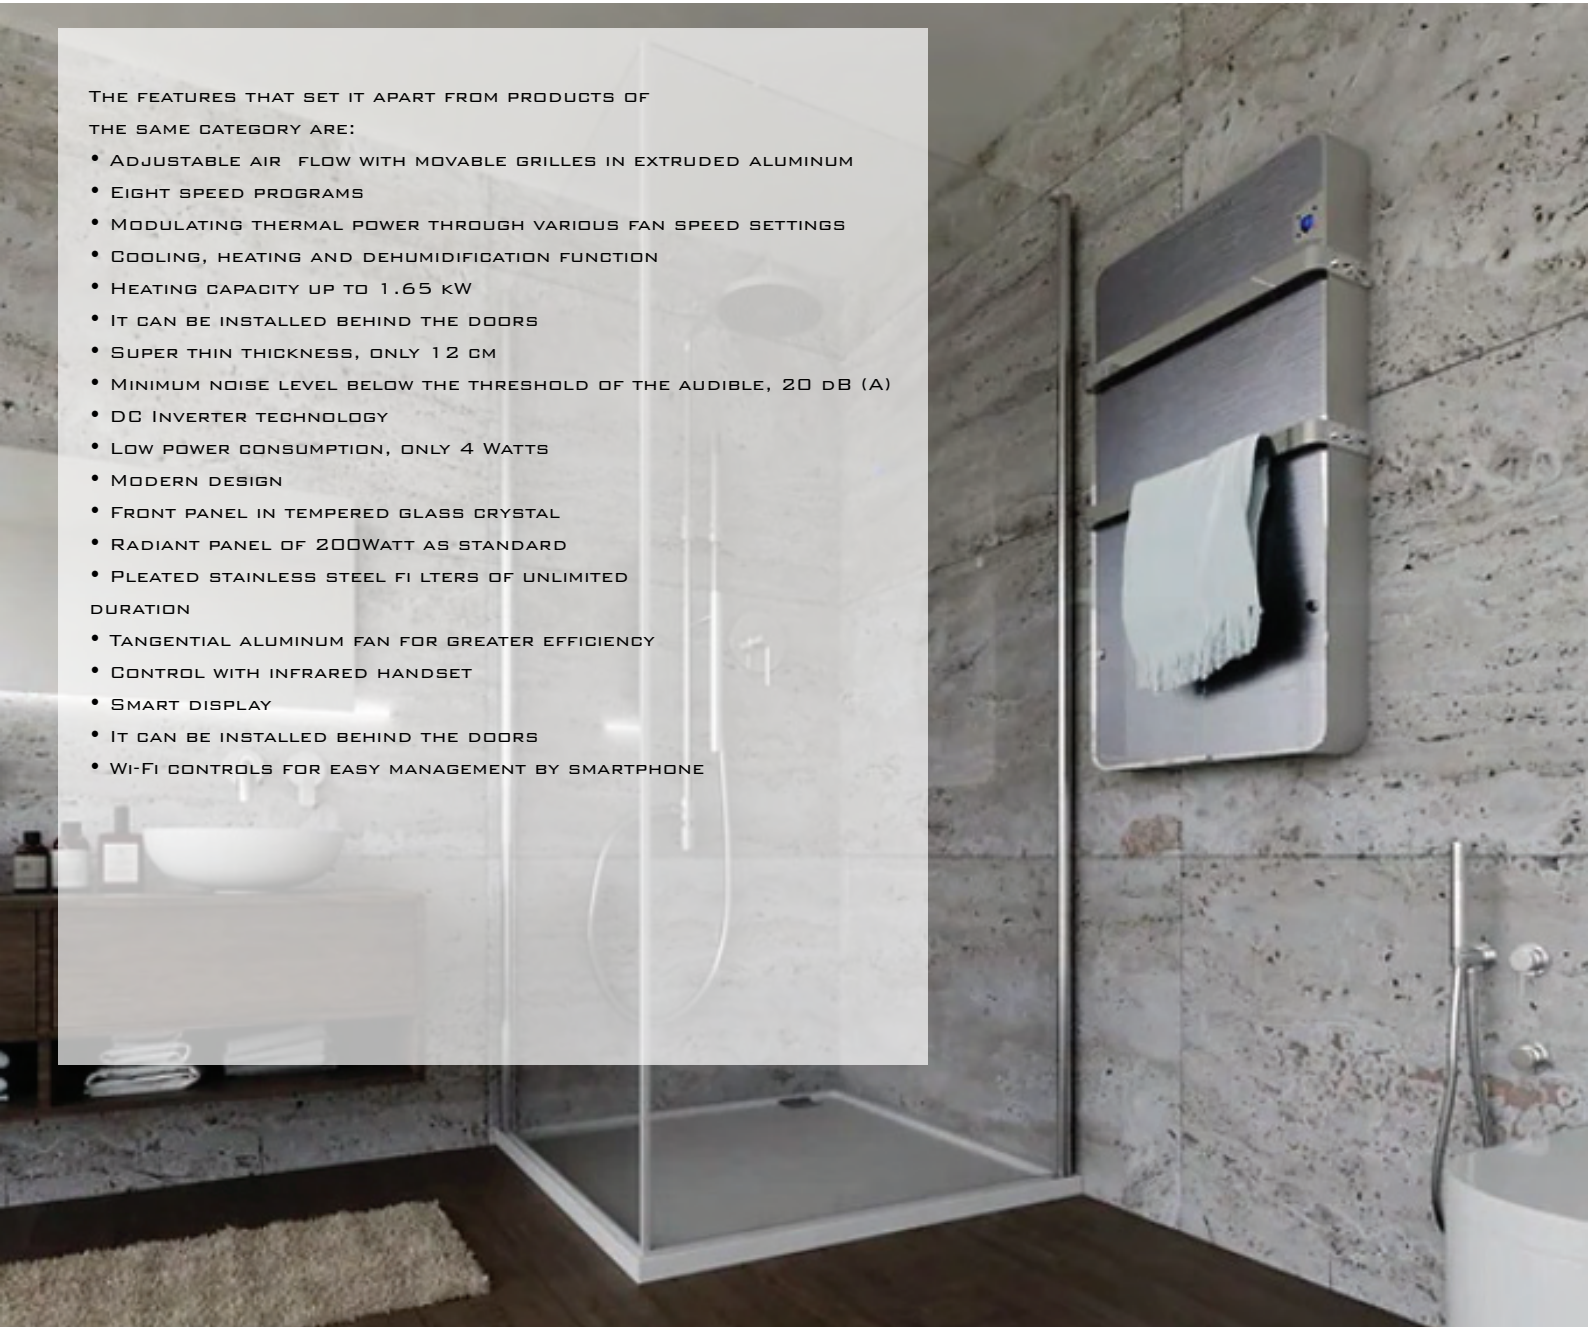 The features that set it apart from products of
the same category are:
• Adjustable air  flow with movable grilles in extruded aluminum
• Eight speed programs
• Modulating thermal power through various fan speed settings
• Cooling, heating and dehumidification function
• Heating capacity up to 1.65 kW
• It can be installed behind the doors
• Super thin thickness, only 12 cm
• Minimum noise level below the threshold of the audible, 20 dB (A)
• DC Inverter technology
• Low power consumption, only 4 Watts
• Modern design
• Front panel in tempered glass crystal
• Radiant panel of 200Watt as standard
• Pleated stainless steel fi lters of unlimited
duration
• Tangential aluminum fan for greater efficiency
• Control with infrared handset
• Smart display
• It can be installed behind the doors
• Wi-Fi controls for easy management by smartphone